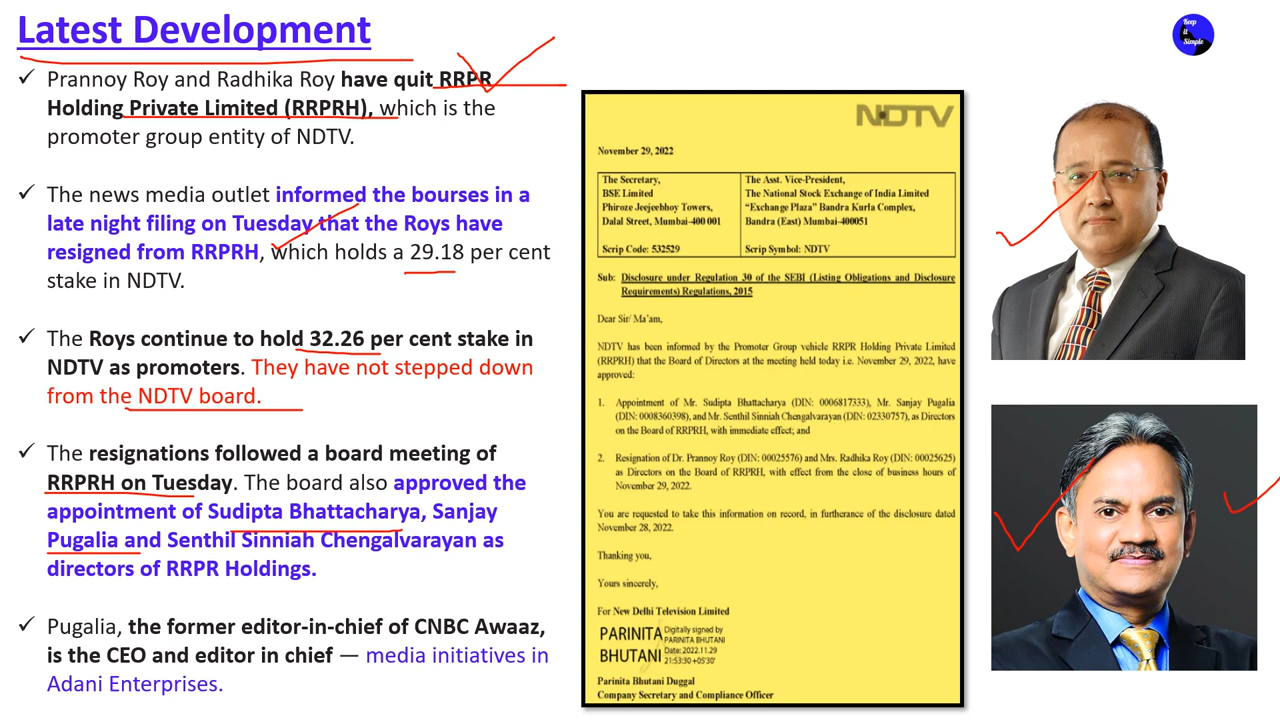 Latest Development
Keep
it
Simple
✓ Prannoy Roy and Radhika Roy have quit RRPR
Holding Private Limited (RRPRH), which is the
promoter group entity of NDTV.
✓ The news media outlet informed the bourses in a
late night filing on Tuesday that the Roys have
resigned from RRPRH, which holds a 29.18 per cent
stake in NDTV.
✓ The Roys continue to hold 32.26 per cent stake in
NDTV as promoters. They have not stepped down
from the NDTV board.
✓ The resignations followed a board meeting of
RRPRH on Tuesday. The board also approved the
appointment of Sudipta Bhattacharya, Sanjay
Pugalia and Senthil Sinniah Chengalvarayan as
directors of RRPR Holdings.
✓ Pugalia, the former editor-in-chief of CNBC Awaaz,
is the CEO and editor in chief — media initiatives in
Adani Enterprises.
NDTV
November 29, 2022
The Secretary,
BSE Limited
Phiroze Jeejeebhoy Towers,
Dalal Street, Mumbai-400 001
Scrip Code: 532529
The Asst. Vice-President,
The National Stock Exchange of India Limited
"Exchange Plaza" Bandra Kurla Complex,
Bandra (East) Mumbai-400051
Scrip Symbol: NDTV
Sub: Disclosure under Regulation 30 of the SEBI (Listing Obligations and Disclosure
Requirements) Regulations, 2015
Dear Sir/ Ma'am,
NDTV has been informed by the Promoter Group vehicle RRPR Holding Private Limited
(RRPRH) that the Board of Directors at the meeting held today i.e. November 29, 2022, have
approved:
1. Appointment of Mr. Sudipta Bhattacharya (DIN: 0006817333), Mr. Sanjay Pugalia
(DIN: 0008360398), and Mr. Senthil Sinniah Chengalvarayan (DIN: 02330757), as Directors
on the Board of RRPRH, with immediate effect; and
2. Resignation of Dr. Prannoy Roy (DIN: 00025576) and Mrs. Radhika Roy (DIN: 00025625)
as Directors on the Board of RRPRH, with effect from the close of business hours of
November 29, 2022.
You are requested to take this information on record, in furtherance of the disclosure dated
November 28, 2022.
Thanking you,
Yours sincerely,
For New Delhi Television Limited
PARINITA
BHUTANI
Digitally signed by
PARINITA BHUTANI
Date: 2022.11.29
21:53:30 +05'30'
Parinita Bhutani Duggal
Company Secretary and Compliance Officer